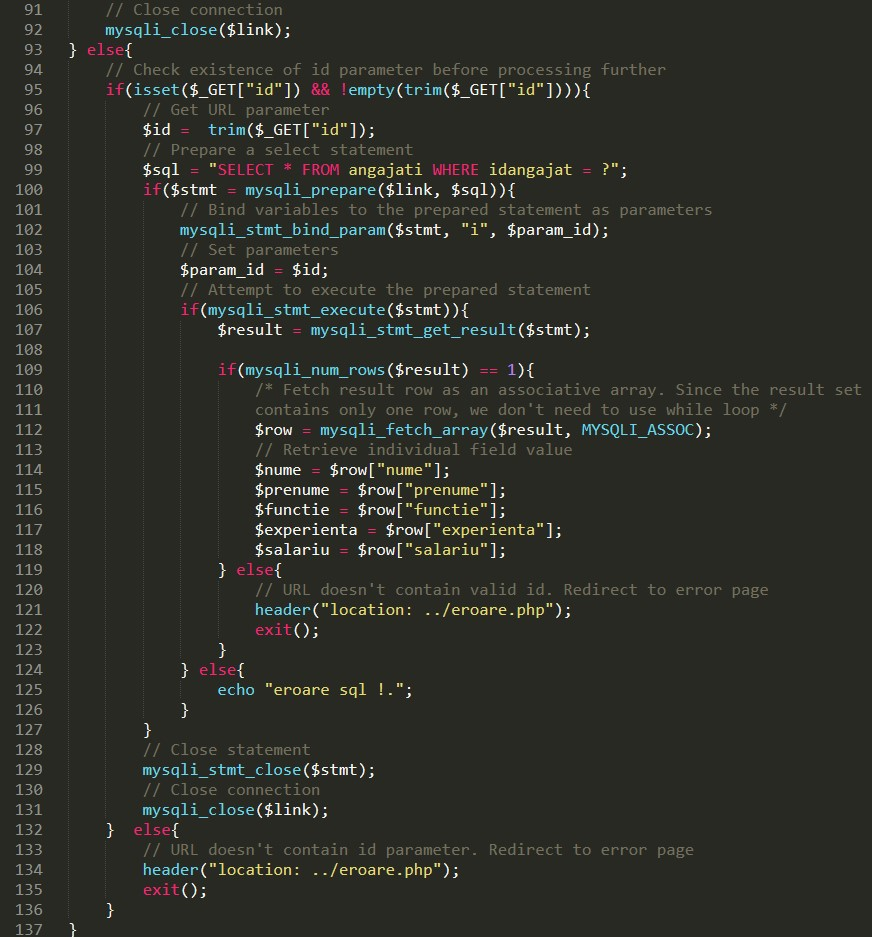 91 // Close connection
92 mysqli_close($link);
93 } else{
94 // Check existence of id parameter before processing further
95 if(isset($_GET["id"]) && !empty(trim($_GET["id"]))){
96 // Get URL parameter
97 $id =  trim($_GET["id"]);
98 // Prepare a select statement
99 $sql = "SELECT * FROM angajati WHERE idangajat = ?";
100 if($stmt = mysqli_prepare($link, $sql)){
101 // Bind variables to the prepared statement as parameters
102 mysqli_stmt_bind_param($stmt, "i", $param_id);
103 // Set parameters
104 $param_id = $id;
105 // Attempt to execute the prepared statement
106 if(mysqli_stmt_execute($stmt)){
107 $result = mysqli_stmt_get_result($stmt);
108
109 if(mysqli_num_rows($result) == 1){
110 /* Fetch result row as an associative array. Since the result set
111 contains only one row, we don't need to use while loop */
112 $row = mysqli_fetch_array($result, MYSQLI_ASSOC);
113 // Retrieve individual field value
114 $nume = $row["nume"];
115 $prenume = $row["prenume"];
116 $functie = $row["functie"];
117 $experienta = $row["experienta"];
118 $salariu = $row["salariu"];
119 } else{
120 // URL doesn't contain valid id. Redirect to error page
121 header("location: ../eroare.php");
122 exit();
123 }
124 } else{
125 echo "eroare sql !.";
126 }
127 }
128 // Close statement
129 mysqli_stmt_close($stmt);
130 // Close connection
131 mysqli_close($link);
132 }  else{
133 // URL doesn't contain id parameter. Redirect to error page
134 header("location: ../eroare.php");
135 exit();
136 }
137 }